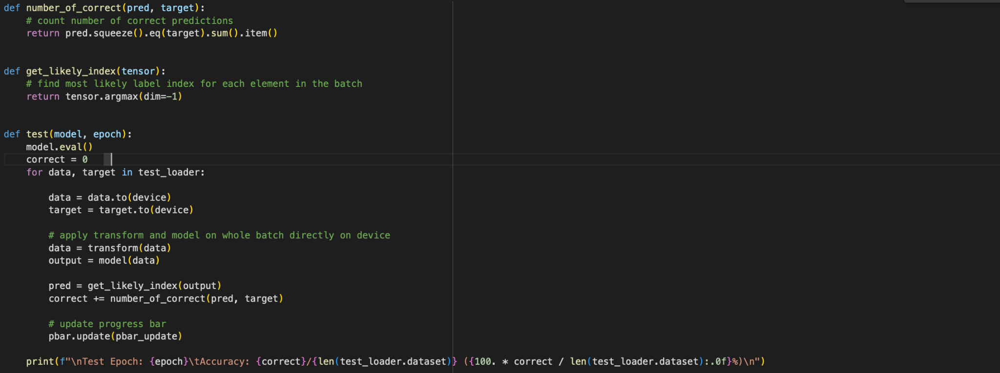 def number_of_correct(pred, target):
    # count number of correct predictions
    return pred.squeeze().eq(target).sum().item()
def get_likely_index(tensor):
    # find most likely label index for each element in the batch
    return tensor.argmax(dim=-1)
def test(model, epoch):
    model.eval()
    correct = 0
    for data, target in test_loader:
        data = data.to(device)
        target = target.to(device)
        # apply transform and model on whole batch directly on device
        data = transform(data)
        output = model(data)
        pred = get_likely_index(output)
        correct += number_of_correct(pred, target)
        # update progress bar
        pbar.update(pbar_update)
    print(f"\nTest Epoch: {epoch}\tAccuracy: {correct}/{len(test_loader.dataset)} ({100. * correct / len(test_loader.dataset):.0f}%)\n")